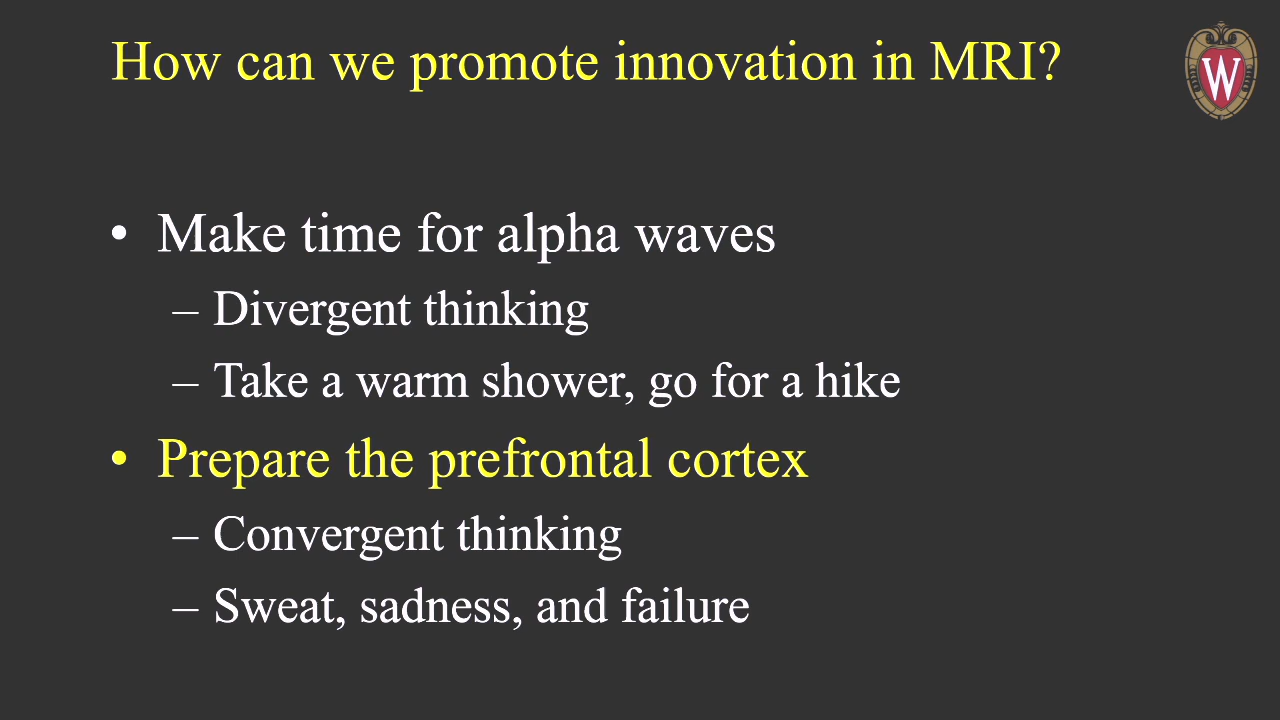 How can we promote innovation in MRI?
W
• Make time for alpha waves
– Divergent thinking
– Take a warm shower, go for a hike
• Prepare the prefrontal cortex
– Convergent thinking
– Sweat, sadness, and failure